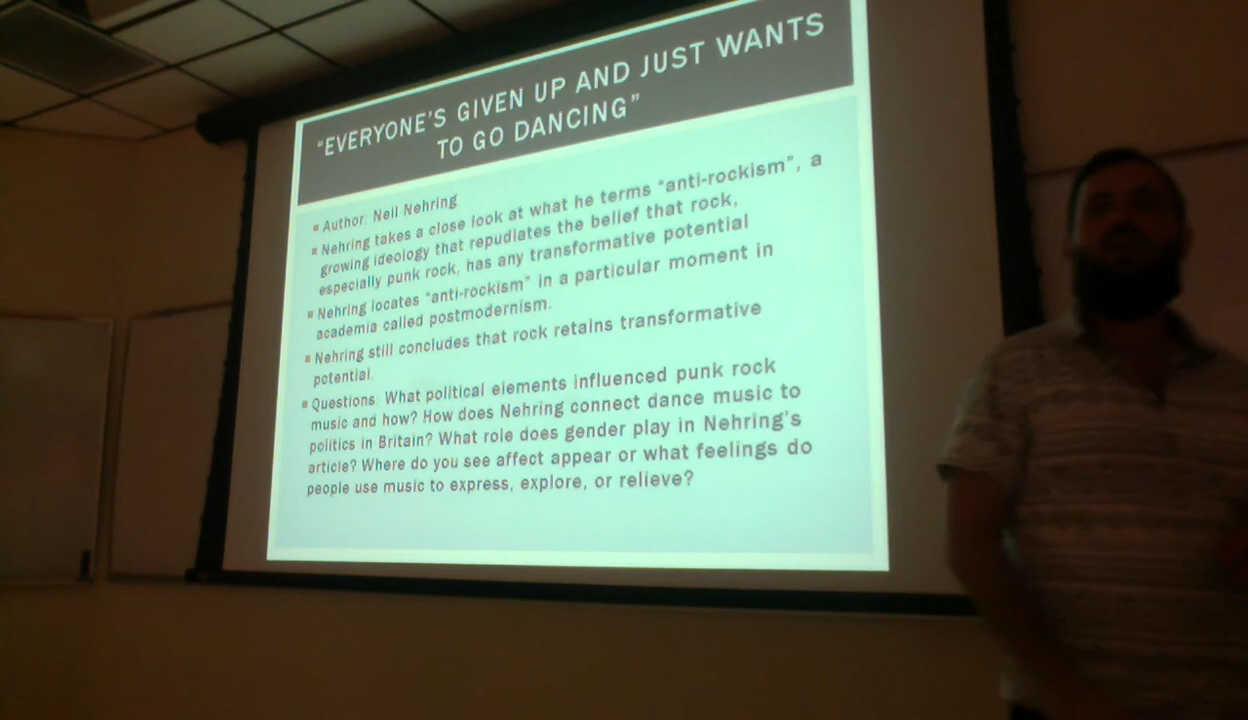 “EVERYONE’S GIVEN UP AND JUST WANTS
TO GO DANCING”
Author: Neil Nehring
Nehring takes a close look at what he terms “anti-rockism”, a
growing ideology that repudiates the belief that rock,
especially punk rock, has any transformative potential
Nehring locates “anti-rockism” in a particular moment in
academia called postmodernism.
Nehring still concludes that rock retains transformative
potential.
Questions: What political elements influenced punk rock
music and how? How does Nehring connect dance music to
politics in Britain? What role does gender play in Nehring’s
article? Where do you see affect appear or what feelings do
people use music to express, explore, or relieve?